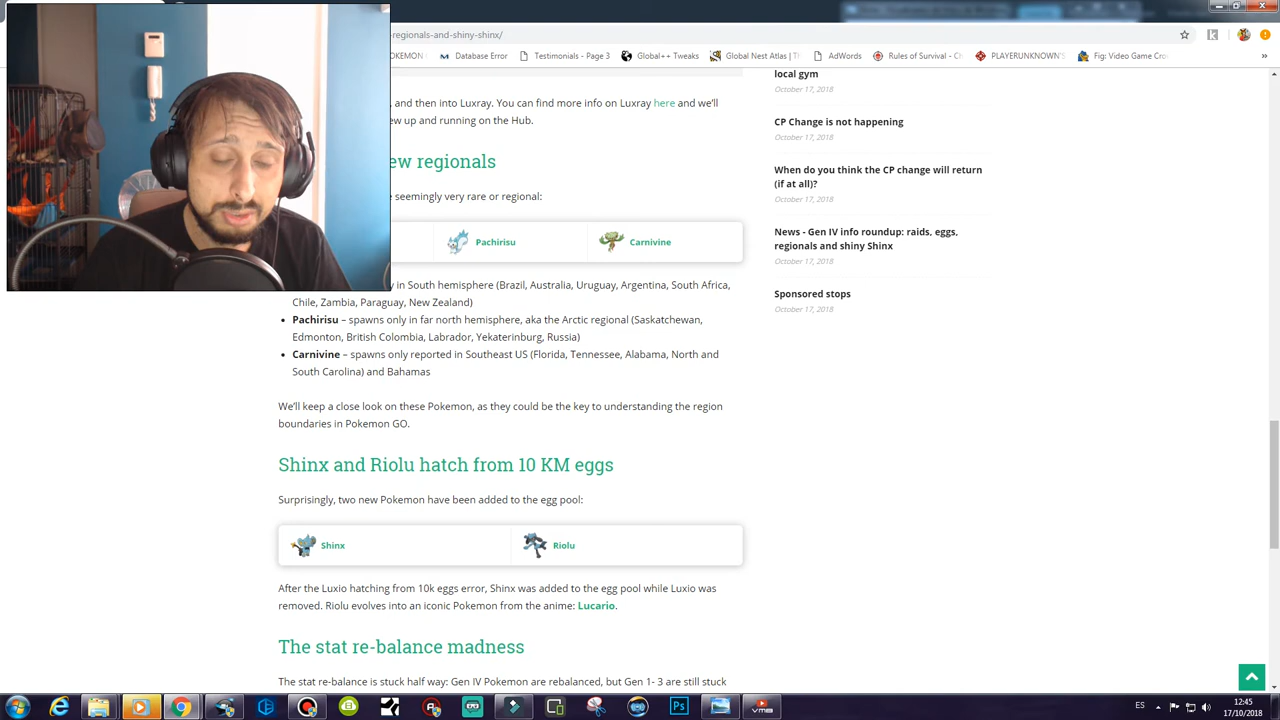 -regionals-and-shiny-shinx/
POKEMON
Database Error
Testimonials - Page 3
Global++ Tweaks
Global Nest Atlas | Th
AdWords
Rules of Survival - Ch
PLAYERUNKNOWN'S
Fig: Video Game Crow
»
and then into Luxray. You can find more info on Luxray here and we'll
ew up and running on the Hub.
ew regionals
e seemingly very rare or regional:
Pachirisu
Carnivine
y in South hemisphere (Brazil, Australia, Uruguay, Argentina, South Africa,
Chile, Zambia, Paraguay, New Zealand)
• Pachirisu – spawns only in far north hemisphere, aka the Arctic regional (Saskatchewan,
Edmonton, British Colombia, Labrador, Yekaterinburg, Russia)
• Carnivine – spawns only reported in Southeast US (Florida, Tennessee, Alabama, North and
South Carolina) and Bahamas
We'll keep a close look on these Pokemon, as they could be the key to understanding the region
boundaries in Pokemon GO.
Shinx and Riolu hatch from 10 KM eggs
Surprisingly, two new Pokemon have been added to the egg pool:
Shinx
Riolu
After the Luxio hatching from 10k eggs error, Shinx was added to the egg pool while Luxio was
removed. Riolu evolves into an iconic Pokemon from the anime: Lucario.
The stat re-balance madness
The stat re-balance is stuck half way: Gen IV Pokemon are rebalanced, but Gen 1- 3 are still stuck
local gym
October 17, 2018
CP Change is not happening
October 17, 2018
When do you think the CP change will return
(if at all)?
October 17, 2018
News - Gen IV info roundup: raids, eggs,
regionals and shiny Shinx
October 17, 2018
Sponsored stops
October 17, 2018
ES
12:45
17/10/2018